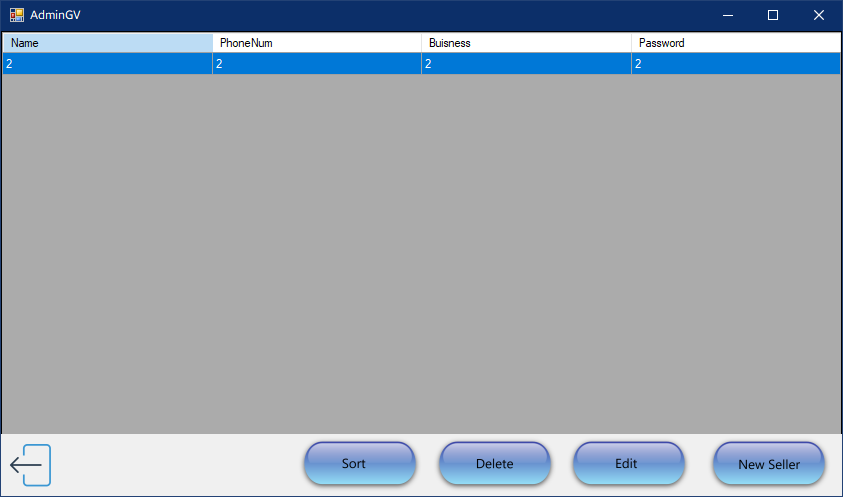 AdminGV
Name PhoneNum Buisness Password
2 2 2 2
Sort Delete Edit New Seller